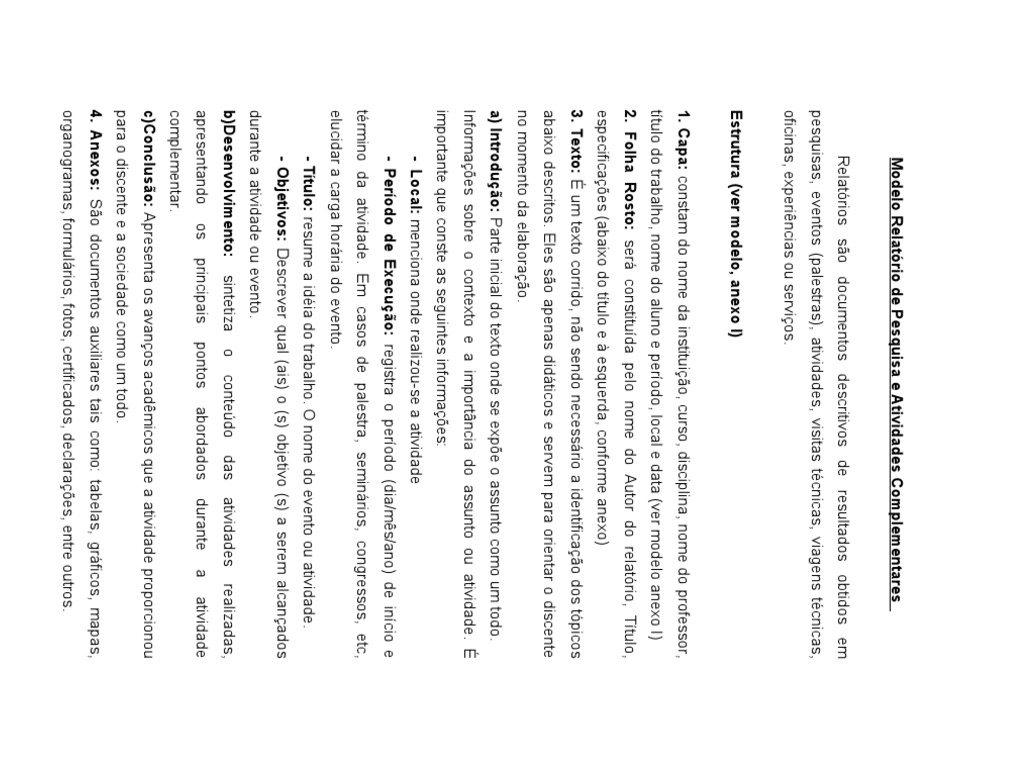 Modelo Relatório de Pesquisa e Atividades Complementares
Relatórios são documentos descritivos de resultados obtidos em
pesquisas, eventos (palestras), atividades, visitas técnicas, viagens técnicas,
oficinas, experiências ou serviços.
Estrutura (ver modelo, anexo I)
1. Capa: constam do nome da instituição, curso, disciplina, nome do professor,
título do trabalho, nome do aluno e período, local e data (ver modelo anexo I)
2. Folha Rosto: será constituída pelo nome do Autor do relatório, Título,
especificações (abaixo do título e à esquerda, conforme anexo)
3. Texto: É um texto corrido, não sendo necessário a identificação dos tópicos
abaixo descritos. Eles são apenas didáticos e servem para orientar o discente
no momento da elaboração.
a) Introdução: Parte inicial do texto onde se expõe o assunto como um todo.
Informações sobre o contexto e a importância do assunto ou atividade. É
importante que conste as seguintes informações:
- Local: menciona onde realizou-se a atividade
- Período de Execução: registra o período (dia/mês/ano) de início e
término da atividade. Em casos de palestra, seminários, congressos, etc,
elucidar a carga horária do evento.
- Título: resume a idéia do trabalho. O nome do evento ou atividade.
- Objetivos: Descrever qual (ais) o (s) objetivo (s) a serem alcançados
durante a atividade ou evento.
b)Desenvolvimento: sintetiza o conteúdo das atividades realizadas,
apresentando os principais pontos abordados durante a atividade
complementar.
c)Conclusão: Apresenta os avanços acadêmicos que a atividade proporcionou
para o discente e a sociedade como um todo.
4. Anexos: São documentos auxiliares tais como: tabelas, gráficos, mapas,
organogramas, formulários, fotos, certificados, declarações, entre outros.